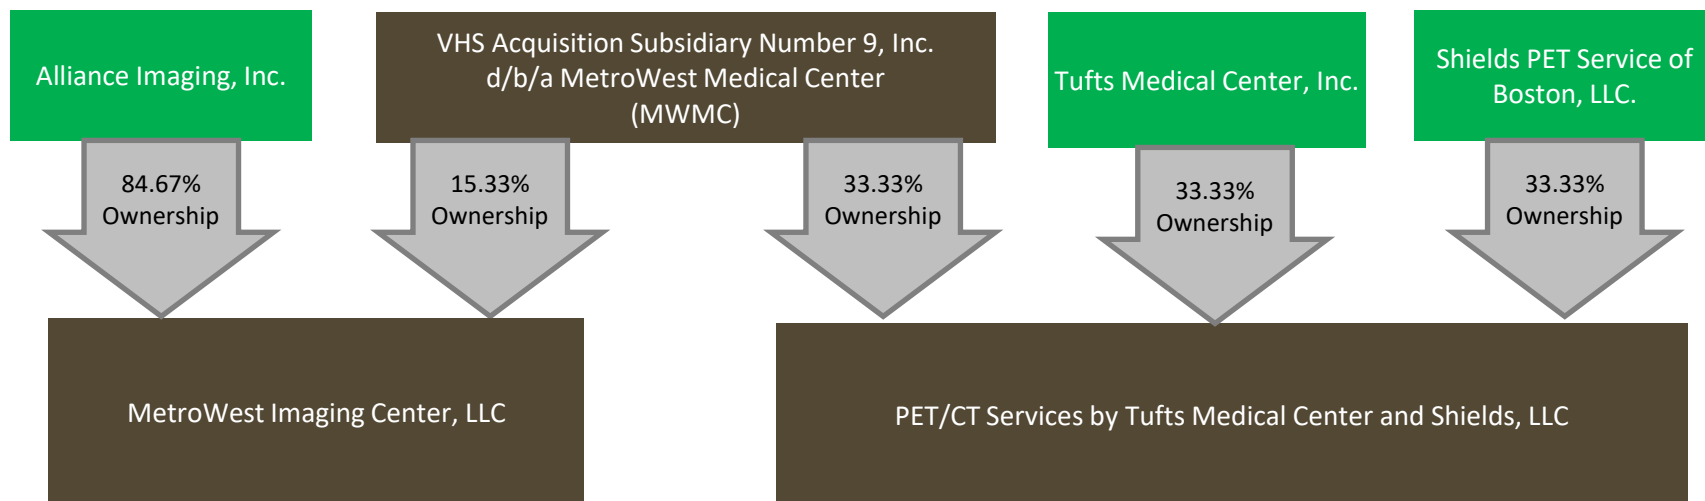 Alliance Imaging, Inc.
VHS Acquisition Subsidiary Number 9, Inc.
d/b/a MetroWest Medical Center
(MWMC)
Tufts Medical Center, Inc.
Shields PET Service of
Boston, LLC.
84.67%
Ownership
15.33%
Ownership
33.33%
Ownership
33.33%
Ownership
33.33%
Ownership
MetroWest Imaging Center, LLC
PET/CT Services by Tufts Medical Center and Shields, LLC